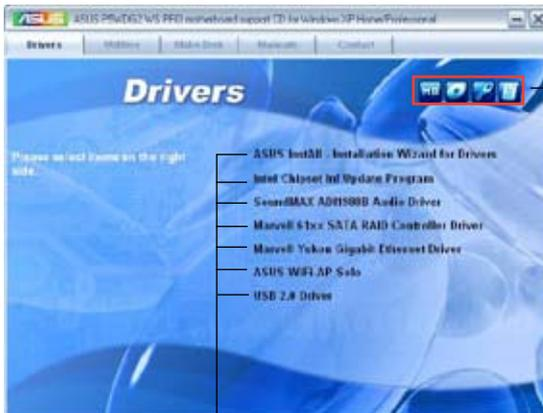 ASUS P5WDG2 WS PRO motherboard support CD for Windows XP Home/Professional
Drivers Utilities Make Disk Manuals Contact
Drivers
Please select items on the right
side.
ASUS InstAll - Installation Wizard for Drivers
Intel Chipset Inf Update Program
SoundMAX ADI1988B Audio Driver
Marvell 61xx SATA RAID Controller Driver
Marvell Yukon Gigabit Ethernet Driver
ASUS WiFi-AP Solo
USB 2.0 Driver